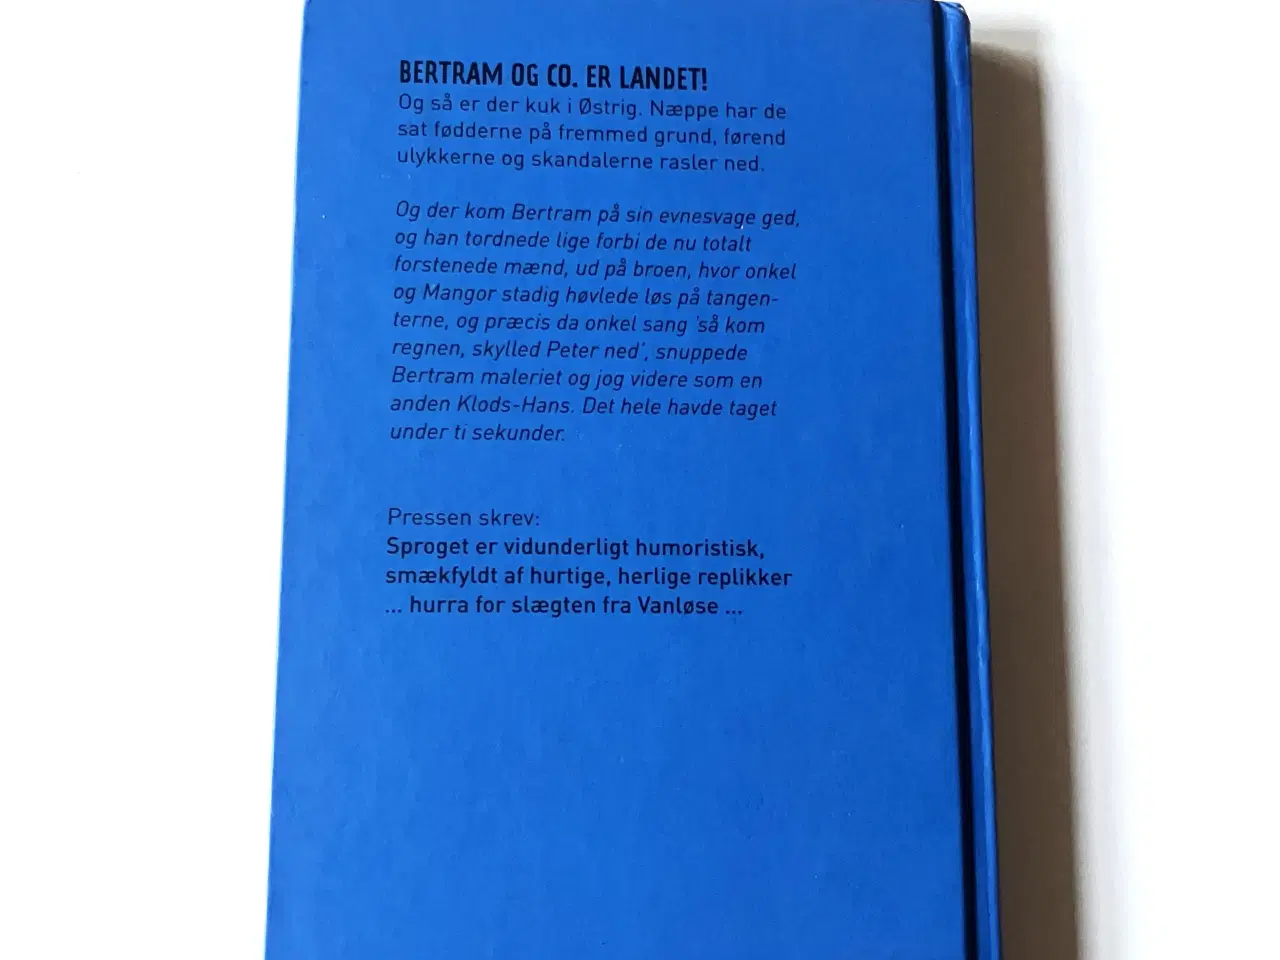 BERTRAM OG CO. ER LANDET!
Og så er der kuk i Østrig. Næppe har de
sat fødderne på fremmed grund, førend
ulykkerne og skandalerne rasler ned.
Og der kom Bertram på sin evnesvage ged,
og han tordnede lige forbi de nu totalt
forstenede mænd, ud på broen, hvor onkel
og Mangor stadig høvlede løs på tangen-
terne, og præcis da onkel sang 'så kom
regnen, skylled Peter ned', snuppede
Bertram maleriet og jog videre som en
anden Klods-Hans. Det hele havde taget
under ti sekunder.
Pressen skrev:
Sproget er vidunderligt humoristisk,
smækfyldt af hurtige, herlige replikker
... hurra for slægten fra Vanløse ...